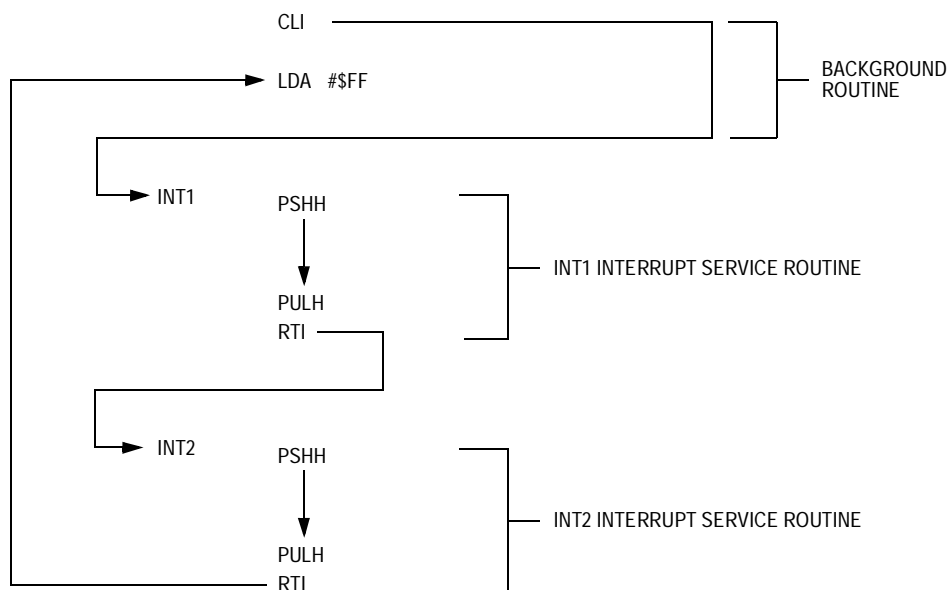 CLI
LDA #$FF
BACKGROUND
ROUTINE
INT1
PSHH
INT1 INTERRUPT SERVICE ROUTINE
PULH
RTI
INT2
PSHH
INT2 INTERRUPT SERVICE ROUTINE
PULH
RTI